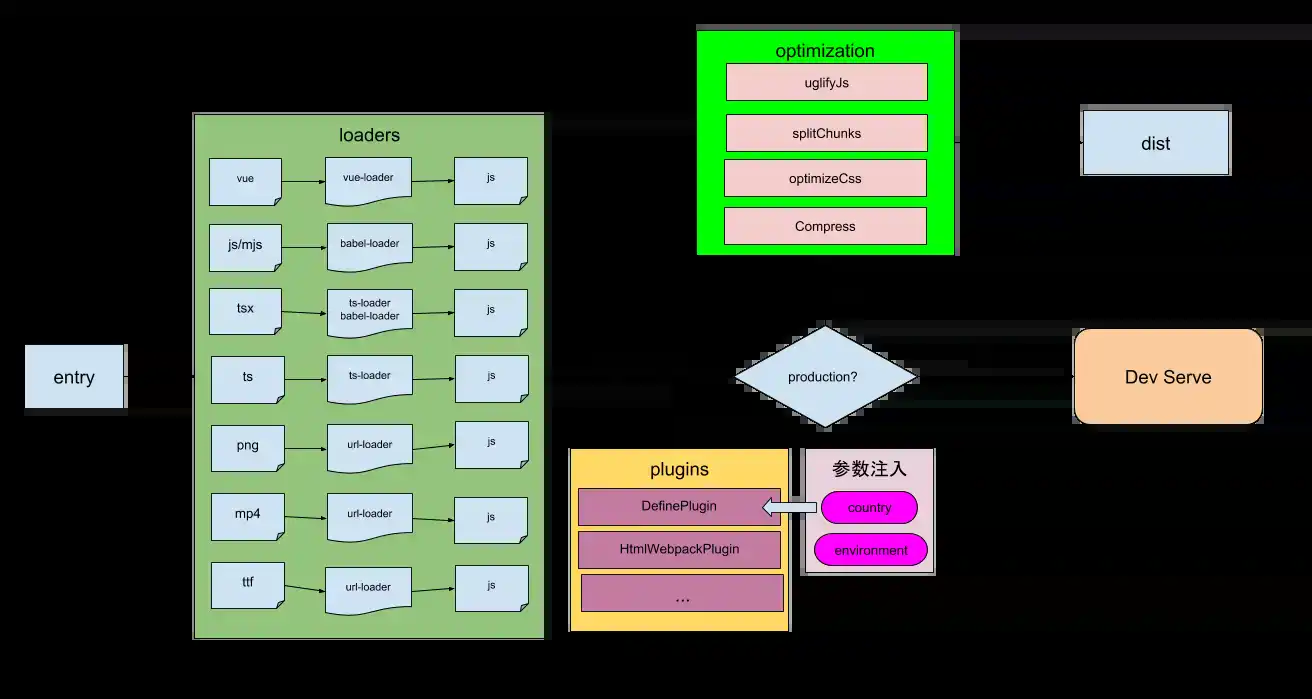 optimization
uglifyJs
splitChunks
optimizeCss
Compress
dist
loaders
vue
vue-loader
js
js/mjs
babel-loader
js
tsx
ts-loader
babel-loader
js
ts
ts-loader
js
png
url-loader
js
mp4
url-loader
js
ttf
url-loader
js
entry
production?
Dev Serve
plugins
DefinePlugin
HtmlWebpackPlugin
...
参数注入
country
environment